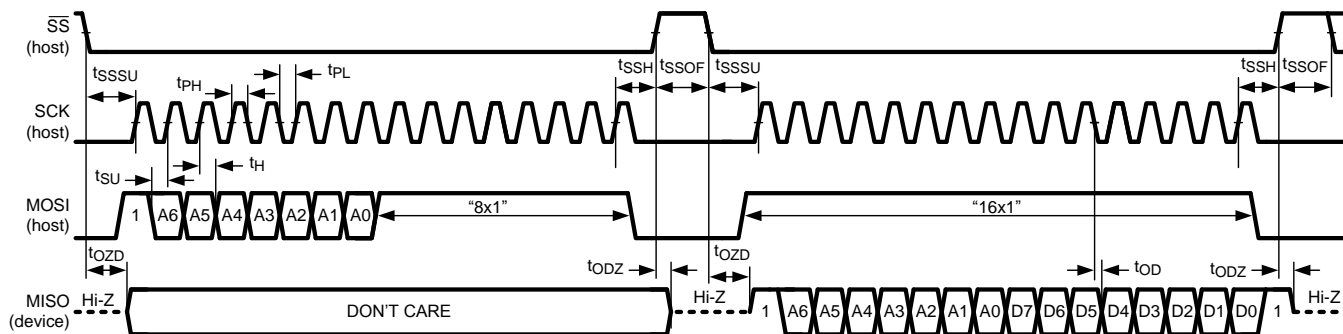 SS
(host)
tSSSU
tPH
tPL
tSSH
tSSOF
tSSSU
tSSH
tSSOF
SCK
(host)
tSU
tH
MOSI
(host)
1 A6 A5 A4 A3 A2 A1 A0 "8x1" "16x1"
tOZD
tODZ
tOZD
tOD
tODZ
MISO
(device)
Hi-Z DON'T CARE Hi-Z 1 A6 A5 A4 A3 A2 A1 A0 D7 D6 D5 D4 D3 D2 D1 D0 1 Hi-Z